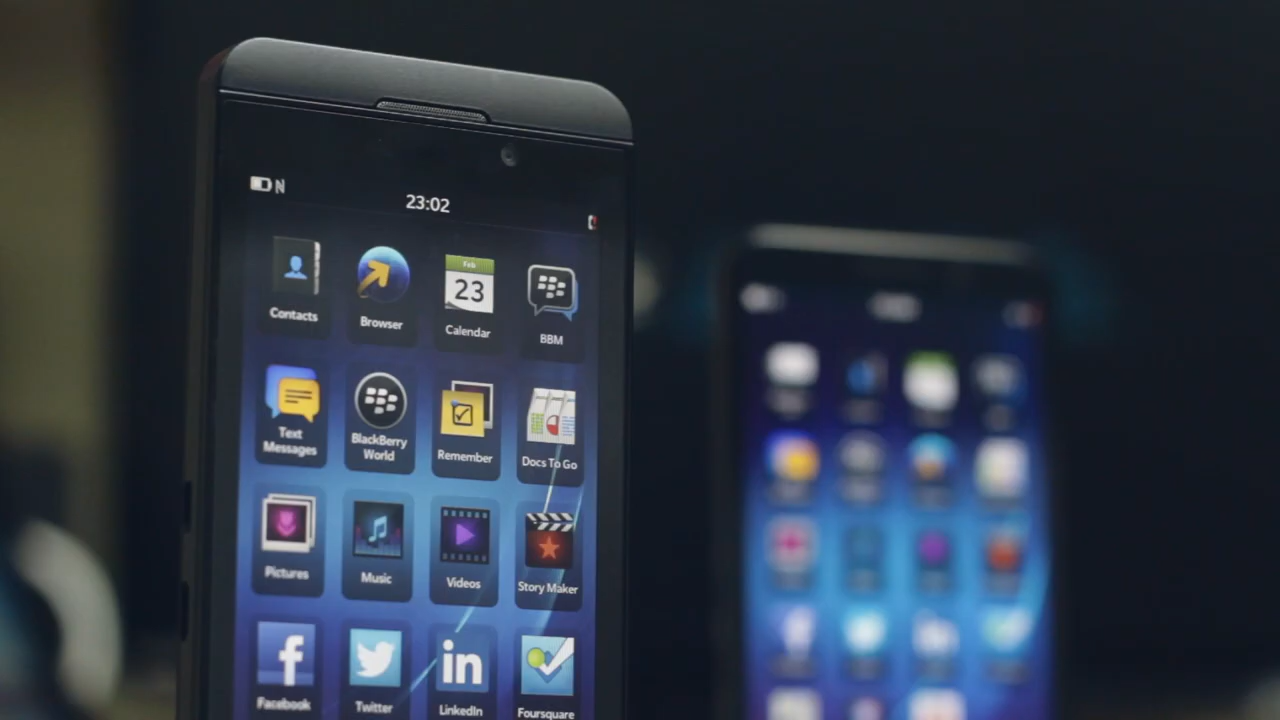 N
23:02
Contacts
Browser
Feb
23
Calendar
BBM
Text
Messages
BlackBerry
World
Remember
Docs To Go
Pictures
Music
Videos
Story Maker
f
Facebook
Twitter
in
LinkedIn
Foursquare